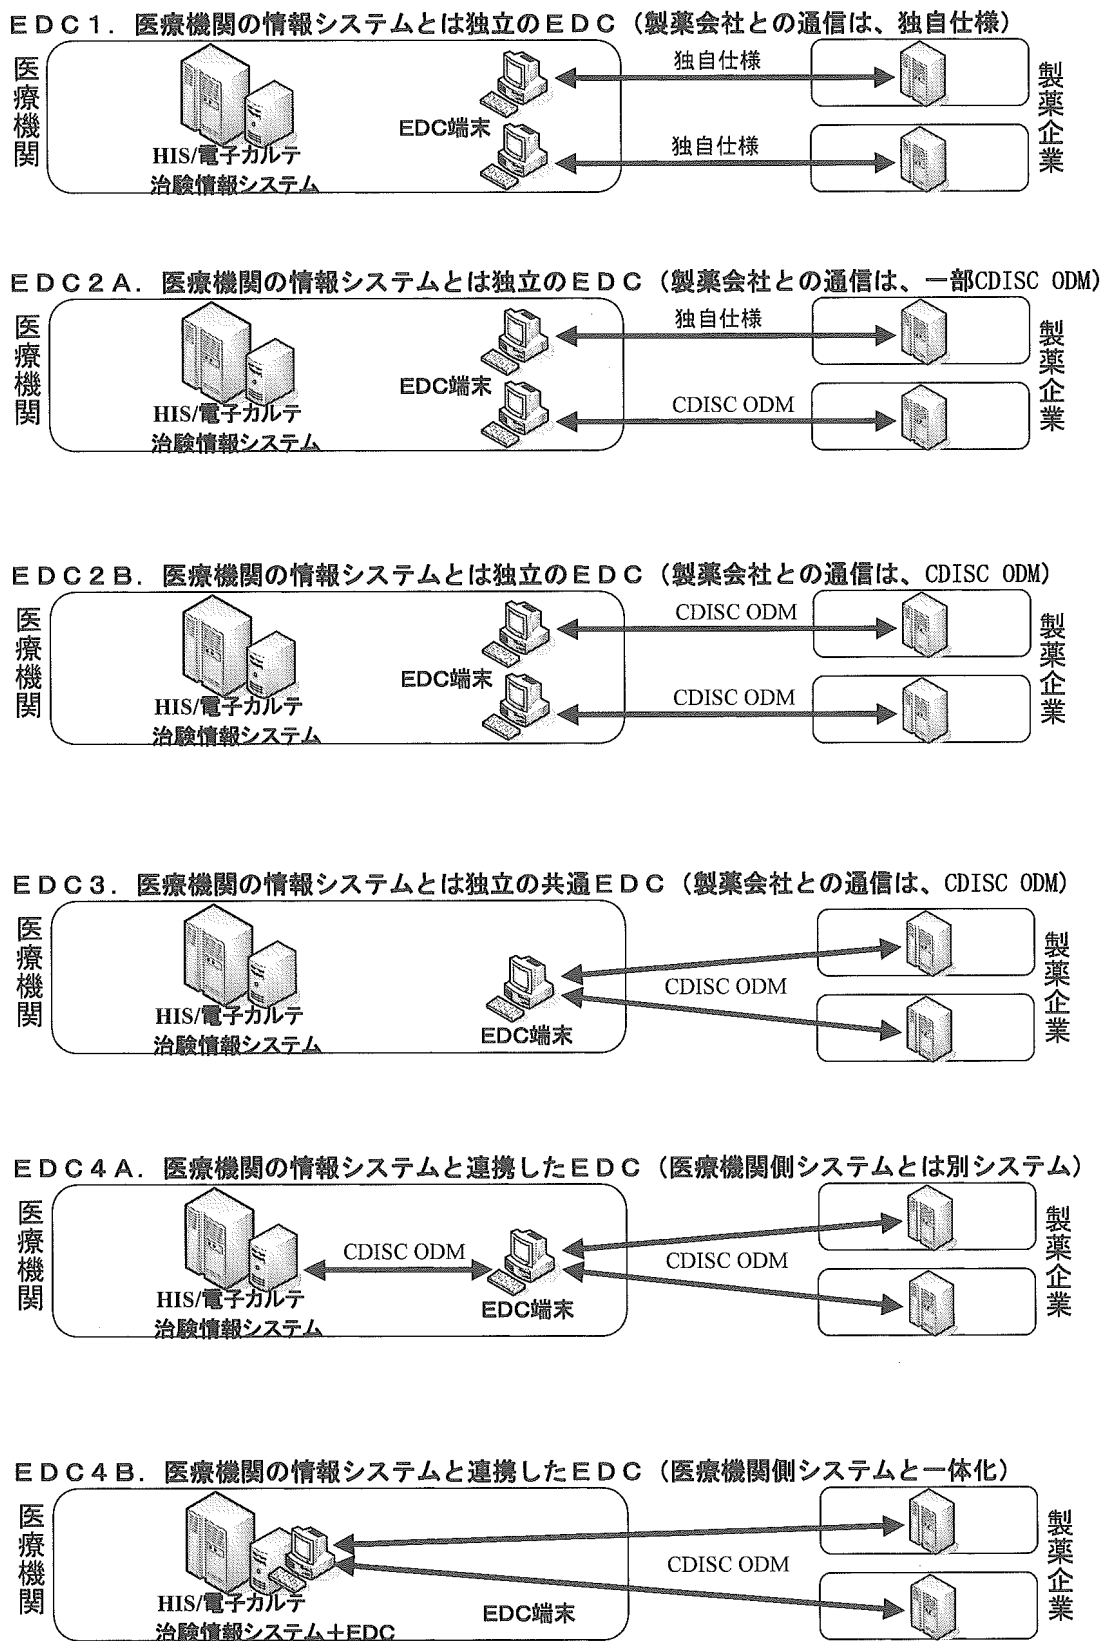 ＥＤＣ１．医療機関の情報システムとは独立のＥＤＣ（製薬会社との通信は、独自仕様）
医療機関
HIS/電子カルテ
治験情報システム
EDC端末
独自仕様
独自仕様
製薬企業
ＥＤＣ２Ａ．医療機関の情報システムとは独立のＥＤＣ（製薬会社との通信は、一部CDISC ODM）
医療機関
HIS/電子カルテ
治験情報システム
EDC端末
独自仕様
CDISC ODM
製薬企業
ＥＤＣ２Ｂ．医療機関の情報システムとは独立のＥＤＣ（製薬会社との通信は、CDISC ODM）
医療機関
HIS/電子カルテ
治験情報システム
EDC端末
CDISC ODM
CDISC ODM
製薬企業
ＥＤＣ３．医療機関の情報システムとは独立の共通ＥＤＣ（製薬会社との通信は、CDISC ODM）
医療機関
HIS/電子カルテ
治験情報システム
EDC端末
CDISC ODM
製薬企業
ＥＤＣ４Ａ．医療機関の情報システムと連携したＥＤＣ（医療機関側システムとは別システム）
医療機関
HIS/電子カルテ
治験情報システム
CDISC ODM
EDC端末
CDISC ODM
製薬企業
ＥＤＣ４Ｂ．医療機関の情報システムと連携したＥＤＣ（医療機関側システムと一体化）
医療機関
HIS/電子カルテ
治験情報システム＋EDC
EDC端末
CDISC ODM
製薬企業